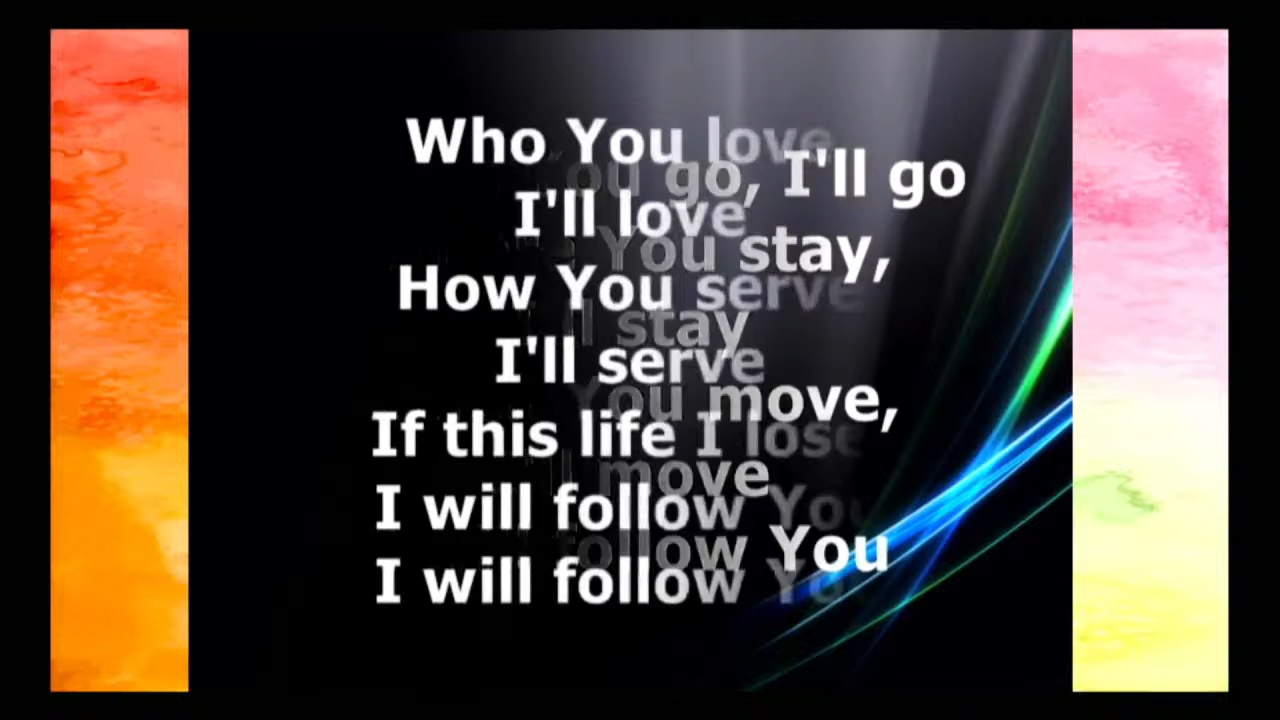 Who You love
You go, I'll go
I'll love
You stay,
How You serve
I'll stay
I'll serve
You move,
If this life I lose
I'll move
I will follow You
follow You
I will follow You